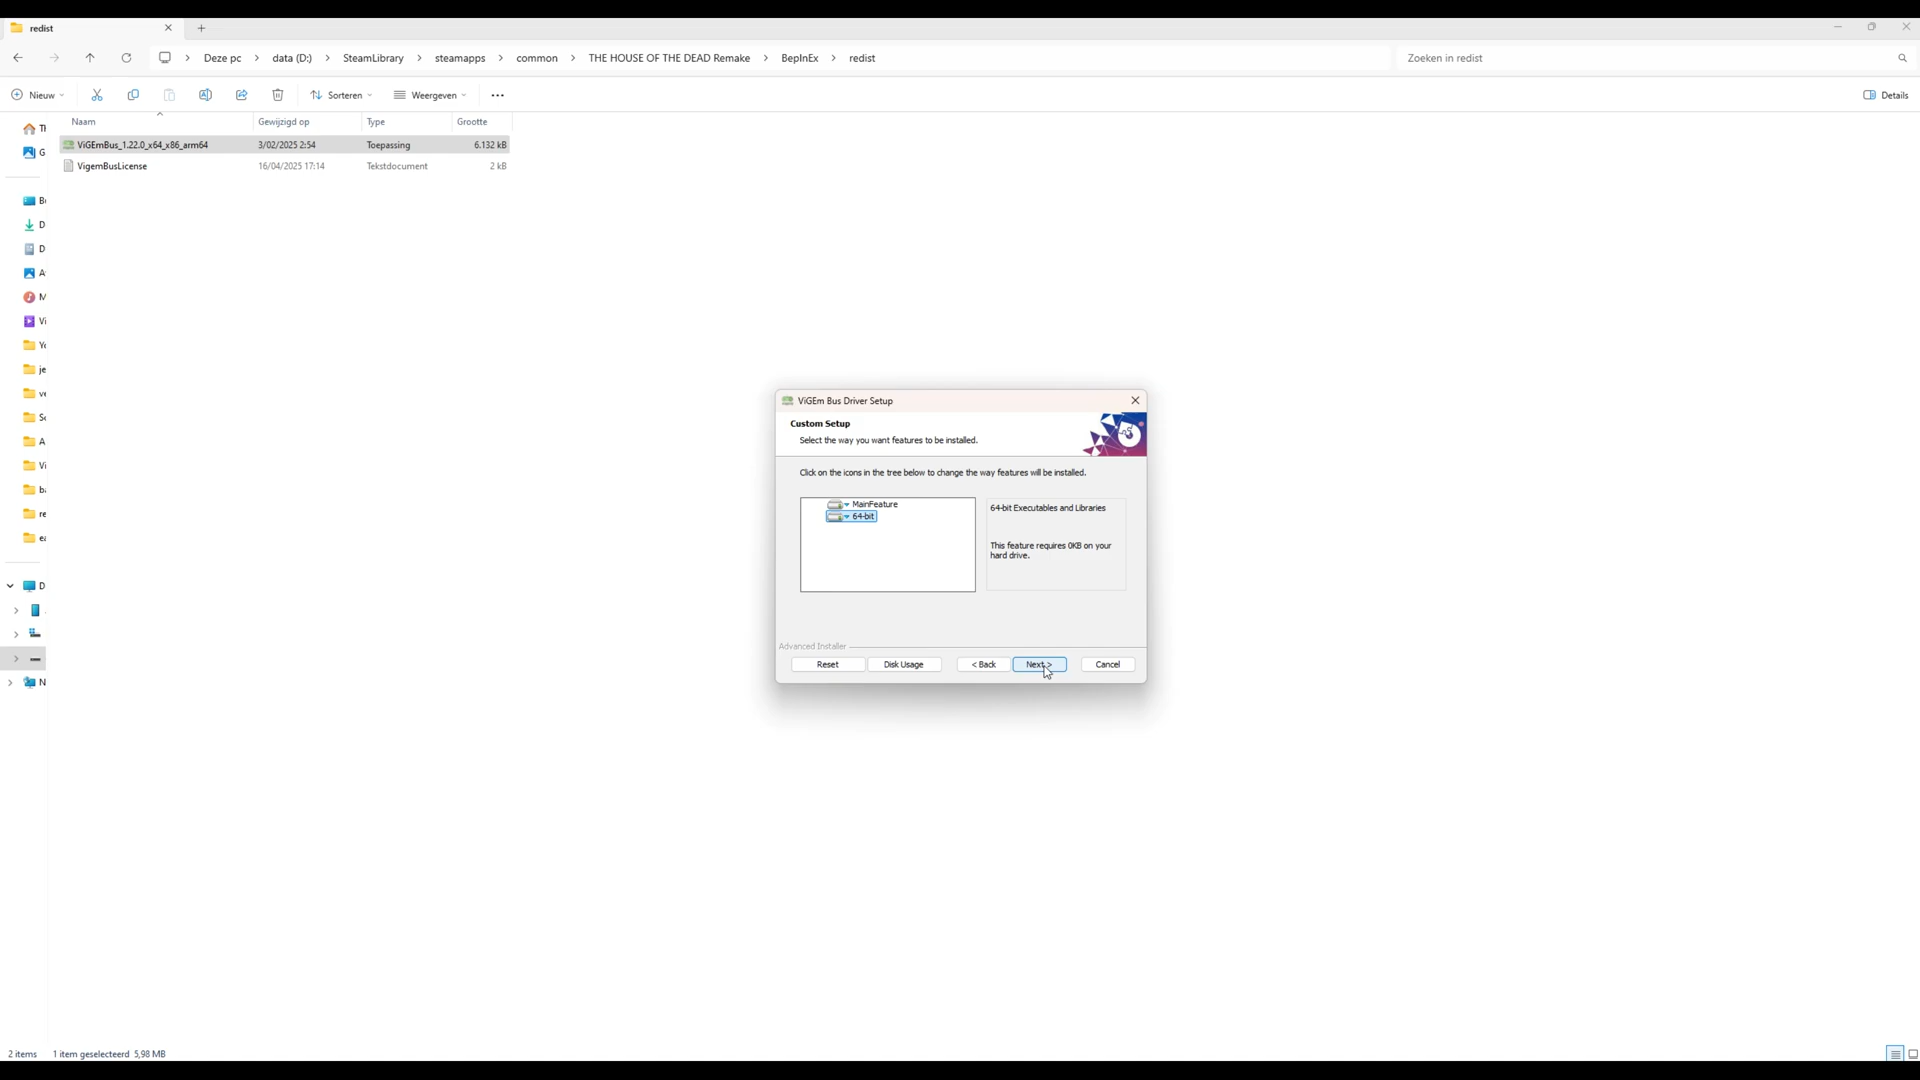 redist
Deze pc
data (D:)
SteamLibrary
steamapps
common
THE HOUSE OF THE DEAD Remake
BepInEx
redist
Zoeken in redist
Nieuw
Sorteren
Weergeven
Details
Naam
Gewijzigd op
Type
Grootte
ViGEmBus_1.22.0_x64_x86_arm64
3/02/2025 2:54
Toepassing
6.132 kB
VigemBusLicense
16/04/2025 17:14
Tekstdocument
2 kB
ViGEm Bus Driver Setup
Custom Setup
Select the way you want features to be installed.
Click on the icons in the tree below to change the way features will be installed.
MainFeature
64-bit
64-bit Executables and Libraries
This feature requires 0KB on your
hard drive.
Advanced Installer
Reset
Disk Usage
< Back
Next >
Cancel
2 items
1 item geselecteerd 5,98 MB